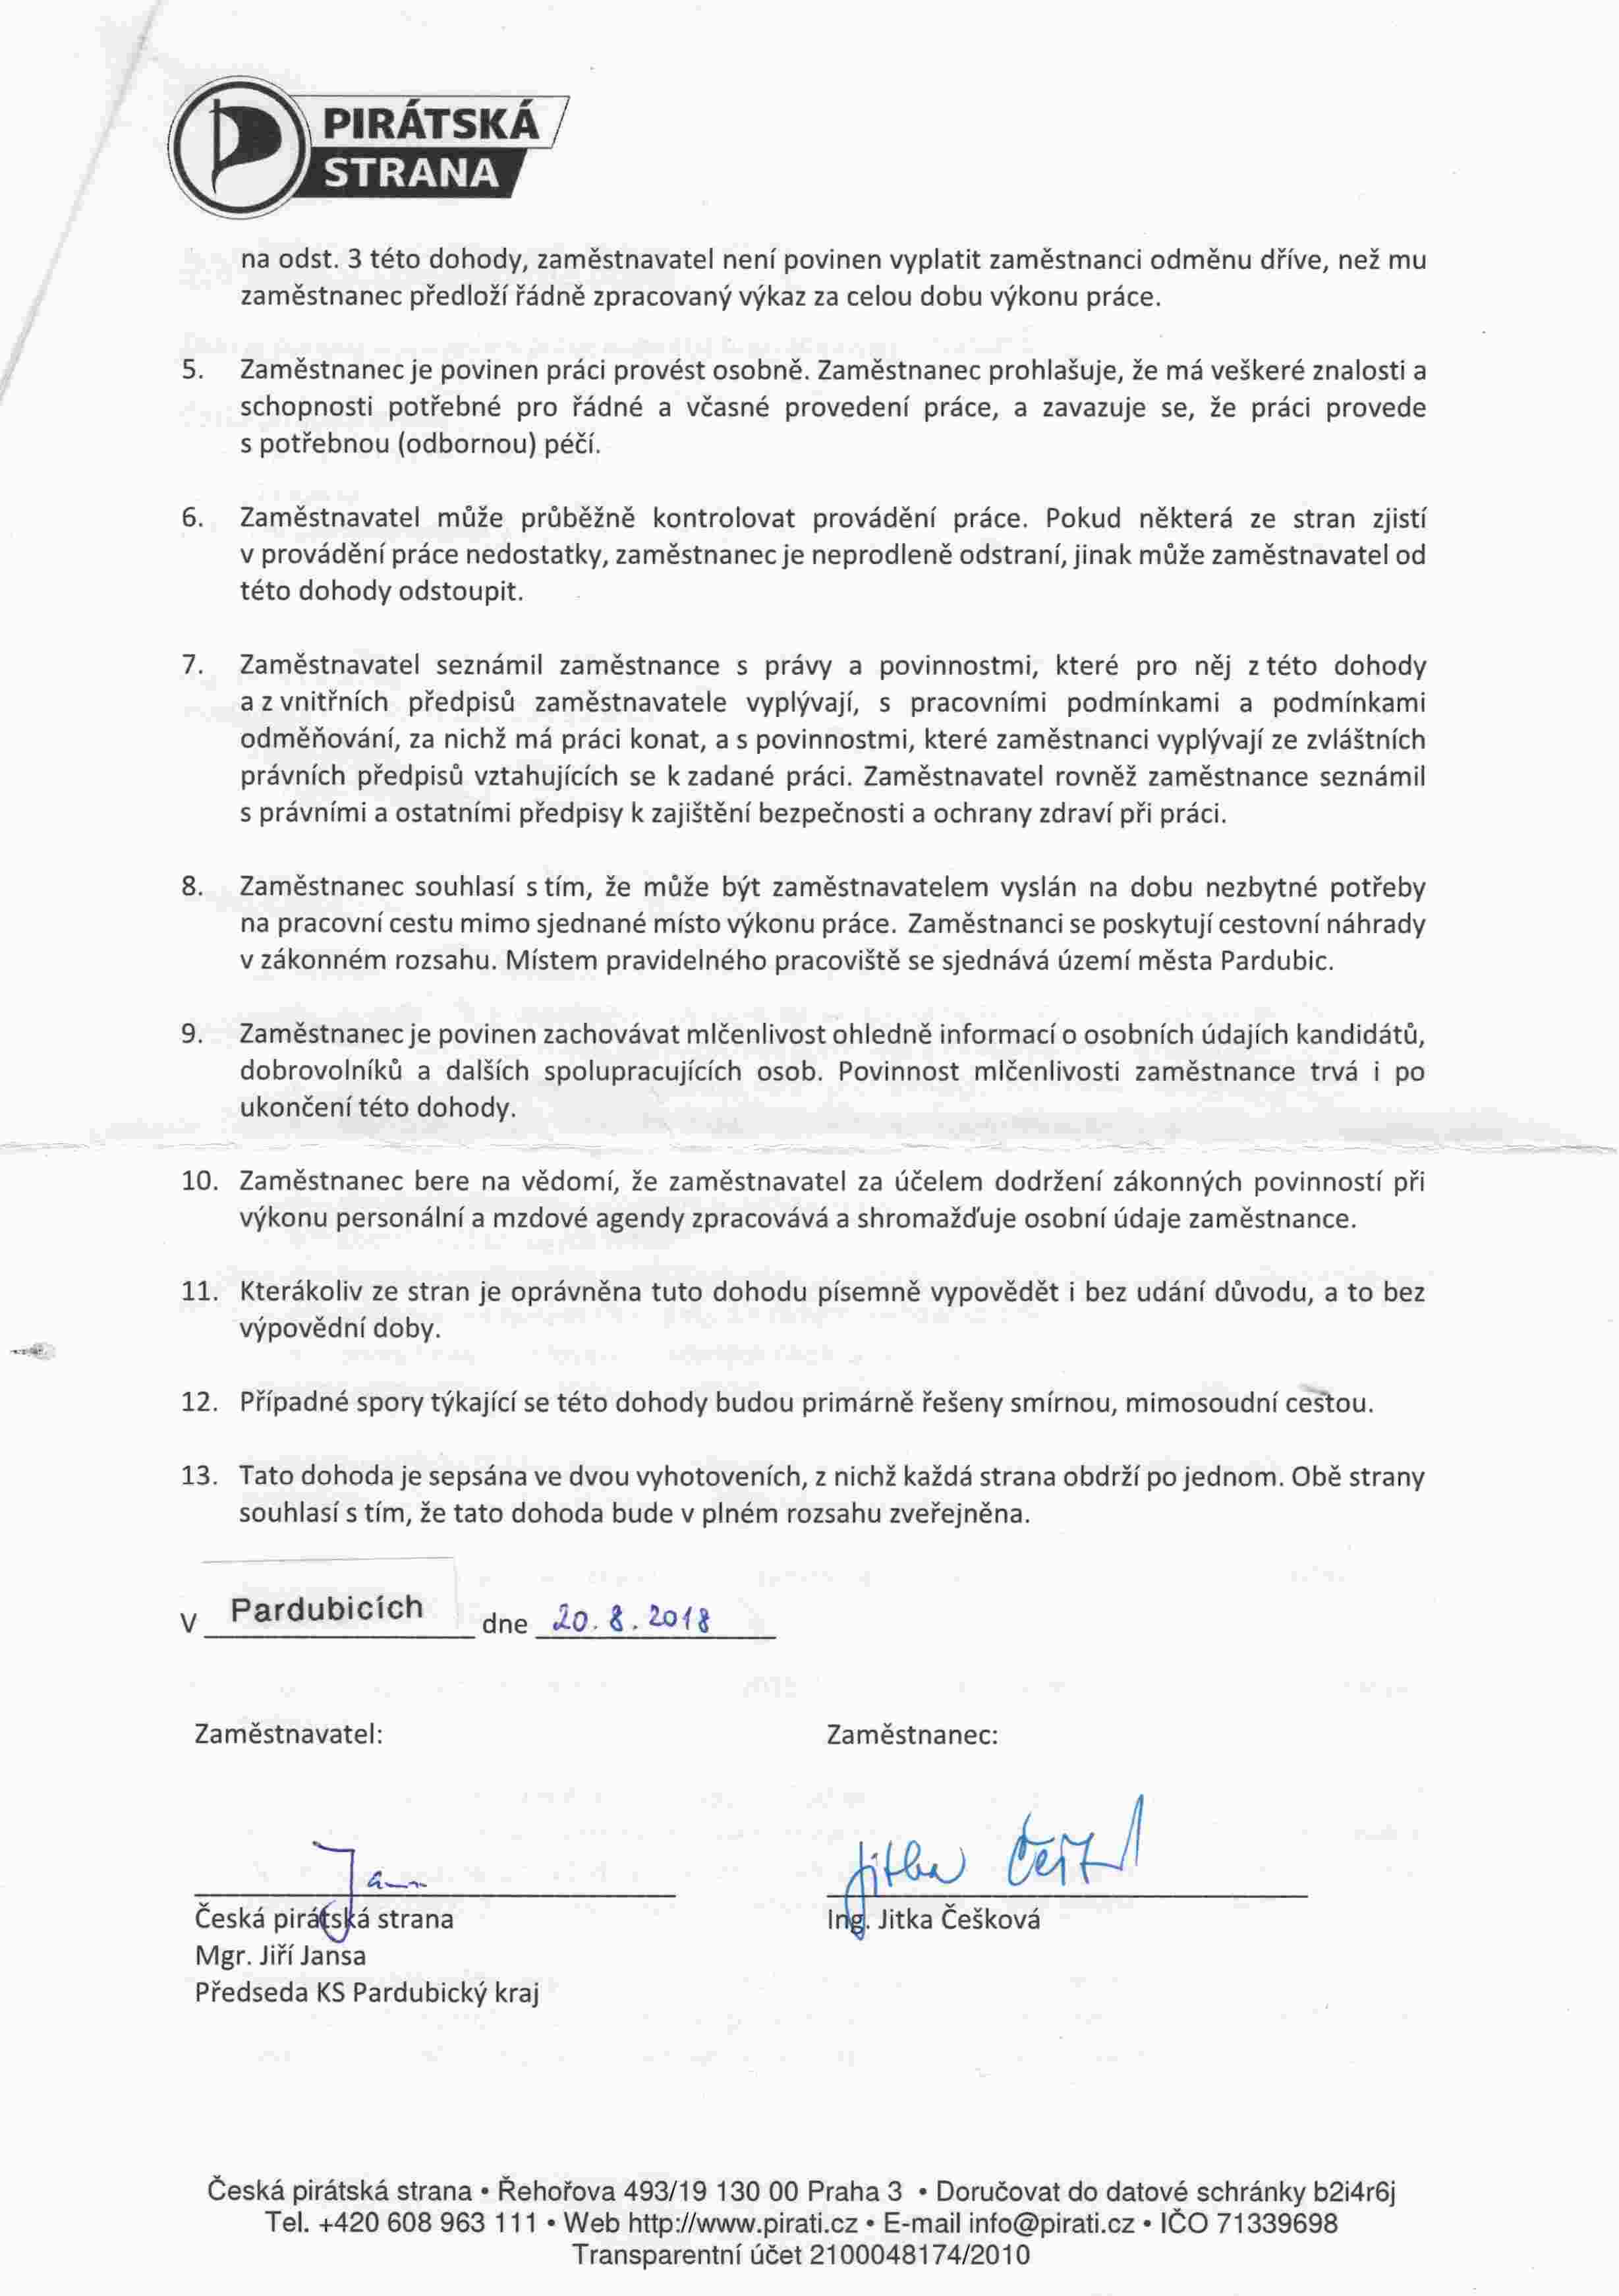 PIRÁTSKÁ
STRANA
na odst. 3 této dohody, zaměstnavatel není povinen vyplatit zaměstnanci odměnu dříve, než mu
zaměstnanec předloží řádně zpracovaný výkaz za celou dobu výkonu práce.
5. Zaměstnanec je povinen práci provést osobně. Zaměstnanec prohlašuje, že má veškeré znalosti a
schopnosti potřebné pro řádné a včasné provedení práce, a zavazuje se, že práci provede
s potřebnou (odbornou) péčí.
6. Zaměstnavatel může průběžně kontrolovat provádění práce. Pokud některá ze stran zjistí
v provádění práce nedostatky, zaměstnanec je neprodleně odstraní, jinak může zaměstnavatel od
této dohody odstoupit.
7. Zaměstnavatel seznámil zaměstnance s právy a povinnostmi, které pro něj z této dohody
a z vnitřních předpisů zaměstnavatele vyplývají, s pracovními podmínkami a podmínkami
odměňování, za nichž má práci konat, a s povinnostmi, které zaměstnanci vyplývají ze zvláštních
právních předpisů vztahujících se k zadané práci. Zaměstnavatel rovněž zaměstnance seznámil
s právními a ostatními předpisy k zajištění bezpečnosti a ochrany zdraví při práci.
8. Zaměstnanec souhlasí s tím, že může být zaměstnavatelem vyslán na dobu nezbytné potřeby
na pracovní cestu mimo sjednané místo výkonu práce. Zaměstnanci se poskytují cestovní náhrady
v zákonném rozsahu. Místem pravidelného pracoviště se sjednává území města Pardubic.
9. Zaměstnanec je povinen zachovávat mlčenlivost ohledně informací o osobních údajích kandidátů,
dobrovolníků a dalších spolupracujících osob. Povinnost mlčenlivosti zaměstnance trvá i po
ukončení této dohody.
10. Zaměstnanec bere na vědomí, že zaměstnavatel za účelem dodržení zákonných povinností při
výkonu personální a mzdové agendy zpracovává a shromažďuje osobní údaje zaměstnance.
11. Kterákoliv ze stran je oprávněna tuto dohodu písemně vypovědět i bez udání důvodu, a to bez
výpovědní doby.
12. Případné spory týkající se této dohody budou primárně řešeny smírnou, mimosoudní cestou.
13. Tato dohoda je sepsána ve dvou vyhotoveních, z nichž každá strana obdrží po jednom. Obě strany
souhlasí s tím, že tato dohoda bude v plném rozsahu zveřejněna.
V Pardubicích dne 20. 8. 2018
Zaměstnavatel: Zaměstnanec:
Jitka
Česká pirátská strana Ing. Jitka Češková
Mgr. Jiří Jansa
Předseda KS Pardubický kraj
Česká pirátská strana • Řehořova 493/19 130 00 Praha 3 • Doručovat do datové schránky b2i4r6j
Tel. +420 608 963 111 • Web http://www.pirati.cz • E-mail info@pirati.cz • IČO 71339698
Transparentní účet 2100048174/2010